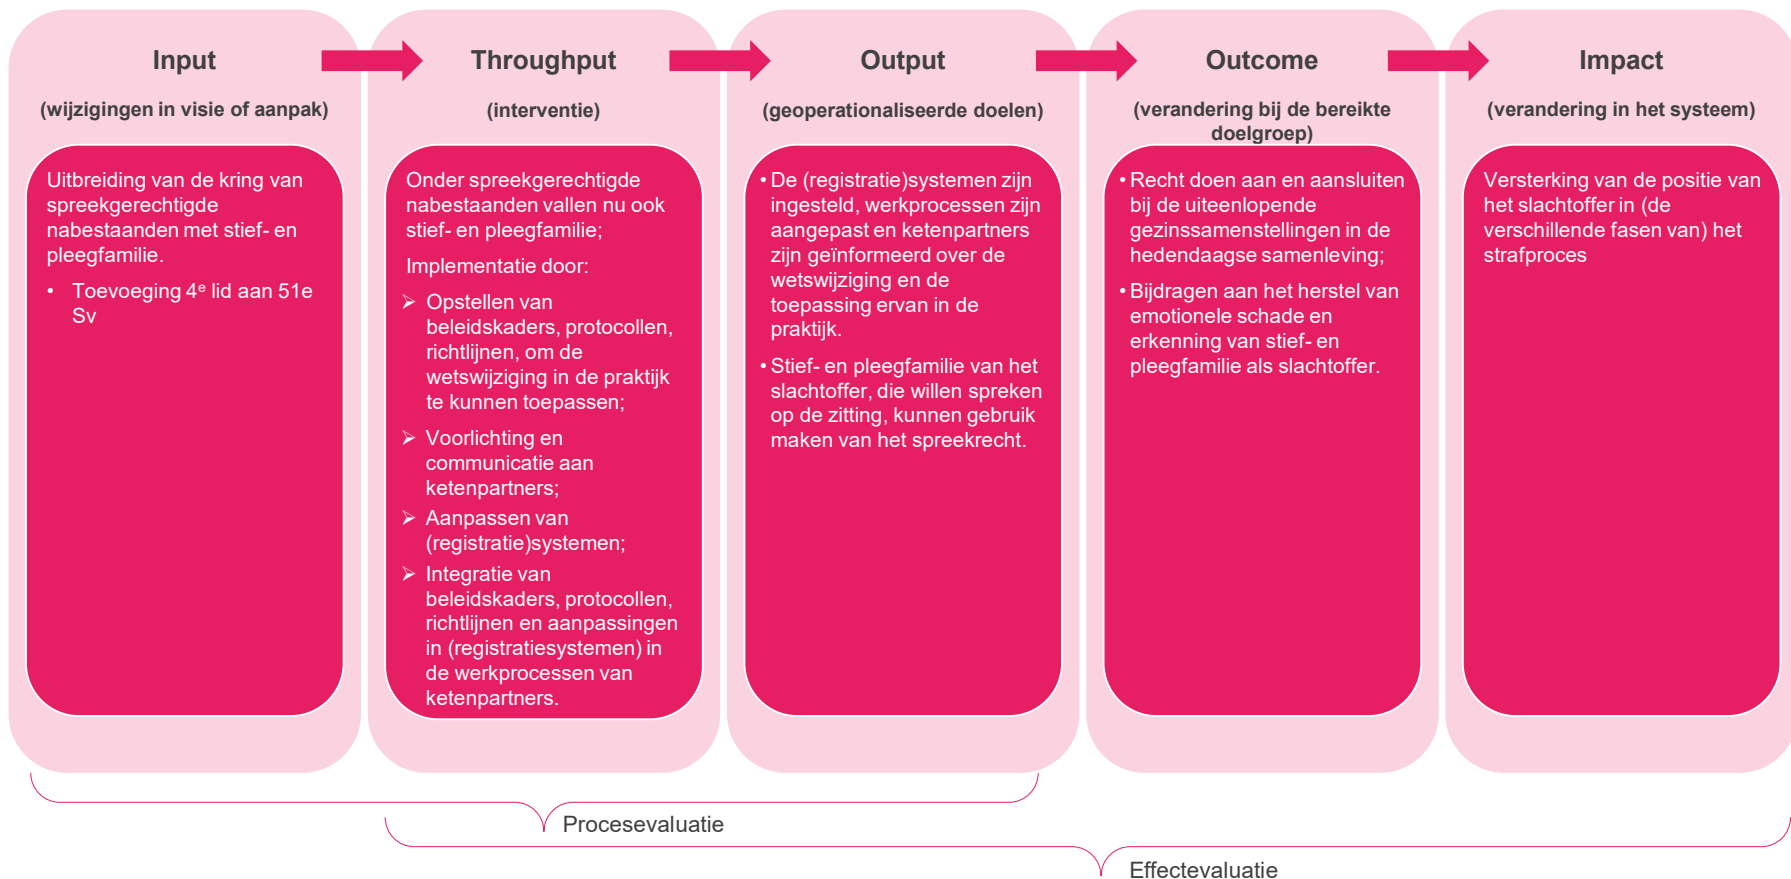 Input
(wijzigingen in visie of aanpak)
Uitbreiding van de kring van
spreekgerechtigde
nabestaanden met stief- en
pleegfamilie.
• Toevoeging 4ᵉ lid aan 51e
Sv
Throughput
(interventie)
Onder spreekgerechtigde
nabestaanden vallen nu ook
stief- en pleegfamilie;
Implementatie door:
➢ Opstellen van
beleidskaders, protocollen,
richtlijnen, om de
wetswijziging in de praktijk
te kunnen toepassen;
➢ Voorlichting en
communicatie aan
ketenpartners;
➢ Aanpassen van
(registratie)systemen;
➢ Integratie van
beleidskaders, protocollen,
richtlijnen en aanpassingen
in (registratiesystemen) in
de werkprocessen van
ketenpartners.
Output
(geoperationaliseerde doelen)
• De (registratie)systemen zijn
ingesteld, werkprocessen zijn
aangepast en ketenpartners
zijn geïnformeerd over de
wetswijziging en de
toepassing ervan in de
praktijk.
• Stief- en pleegfamilie van het
slachtoffer, die willen spreken
op de zitting, kunnen gebruik
maken van het spreekrecht.
Outcome
(verandering bij de bereikte
doelgroep)
• Recht doen aan en aansluiten
bij de uiteenlopende
gezinssamenstellingen in de
hedendaagse samenleving;
• Bijdragen aan het herstel van
emotionele schade en
erkenning van stief- en
pleegfamilie als slachtoffer.
Impact
(verandering in het systeem)
Versterking van de positie van
het slachtoffer in (de
verschillende fasen van) het
strafproces
Procesevaluatie
Effectevaluatie